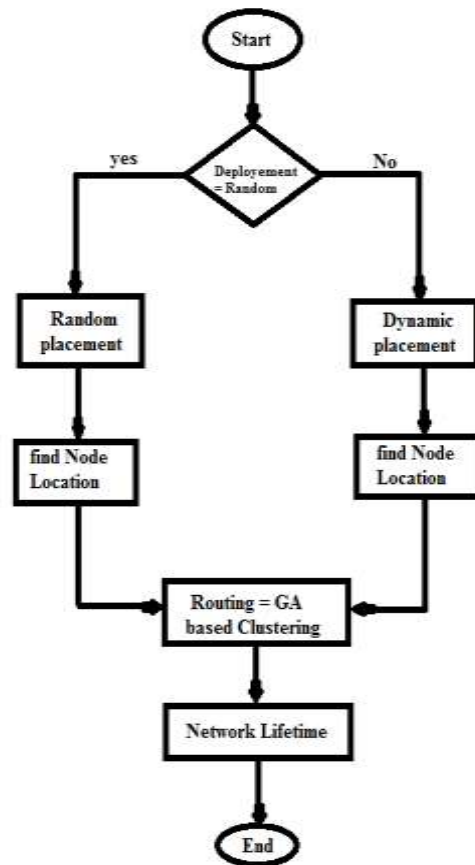 Start
yes
No
Deployement
= Random
Random
placement
Dynamic
placement
find Node
Location
find Node
Location
Routing = GA
based Clustering
Network Lifetime
End